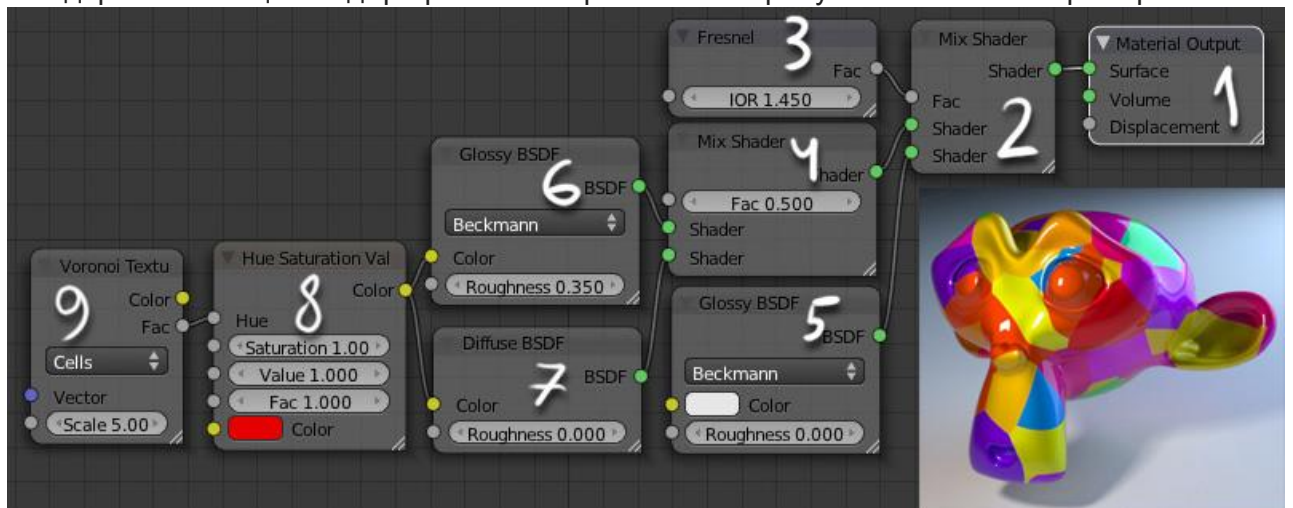 Fresnel
3
Fac
IOR 1.450
Mix Shader
Shader
Fac
Shader
Shader
2
Material Output
Surface
Volume
Displacement
1
Mix Shader
4
hader
Fac 0.500
Shader
Shader
Glossy BSDF
6
BSDF
Beckmann
Color
Roughness 0.350
Voronoi Textu
9
Color
Fac
Cells
Vector
Scale 5.00
Hue Saturation Val
8
Color
Hue
Saturation 1.00
Value 1.000
Fac 1.000
Color
Diffuse BSDF
7
BSDF
Color
Roughness 0.000
Glossy BSDF
5
BSDF
Beckmann
Color
Roughness 0.000